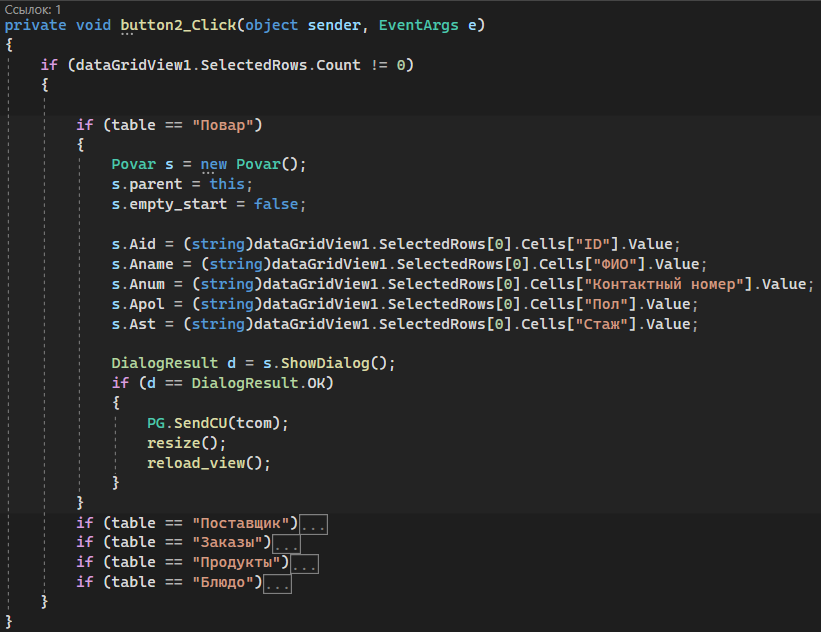 Ссылок: 1
private void button2_Click(object sender, EventArgs e)
{
if (dataGridView1.SelectedRows.Count != 0)
{
if (table == "Повар")
{
Povar s = new Povar();
s.parent = this;
s.empty_start = false;
s.Aid = (string)dataGridView1.SelectedRows[0].Cells["ID"].Value;
s.Aname = (string)dataGridView1.SelectedRows[0].Cells["ФИО"].Value;
s.Anum = (string)dataGridView1.SelectedRows[0].Cells["Контактный номер"].Value;
s.Apol = (string)dataGridView1.SelectedRows[0].Cells["Пол"].Value;
s.Ast = (string)dataGridView1.SelectedRows[0].Cells["Стаж"].Value;
DialogResult d = s.ShowDialog();
if (d == DialogResult.OK)
{
PG.SendCU(tcom);
resize();
reload_view();
}
}
if (table == "Поставщик")...
if (table == "Заказы")...
if (table == "Продукты")...
if (table == "Блюдо")...
}
}